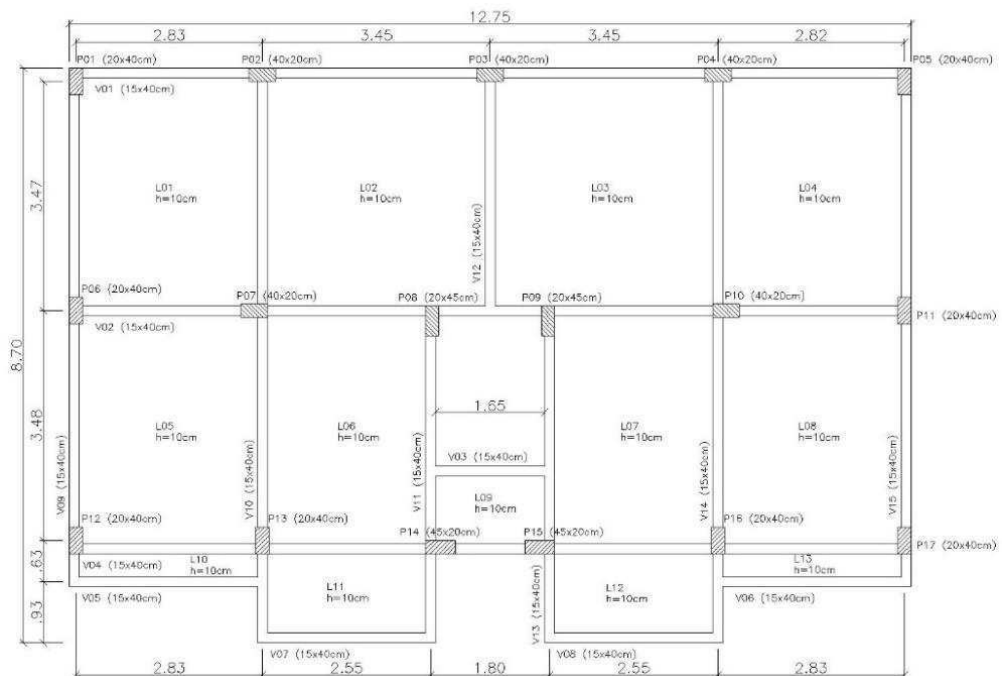 12.75
2.83 3.45 3.45 2.82
P01 (20x40cm) P02 (40x20cm) P03 (40x20cm) P04 (40x20cm) P05 (20x40cm)
V01 (15x40cm)
3.47
L01
h=10cm
L02
h=10cm
L03
h=10cm
L04
h=10cm
V12 (15x40cm)
P06 (20x40cm) P07 (40x20cm) P08 (20x45cm) P09 (20x45cm) P10 (40x20cm) P11 (20x40cm)
V02 (15x40cm)
8.70
3.48
1.65
L05
h=10cm
L06
h=10cm
L07
h=10cm
L08
h=10cm
V03 (15x40cm)
V09 (15x40cm)
V10 (15x40cm)
V11 (15x40cm)
V14 (15x40cm)
V15 (15x40cm)
L09
h=10cm
P12 (20x40cm) P13 (20x40cm) P14 (45x20cm) P15 (45x20cm) P16 (20x40cm) P17 (20x40cm)
.63
V04 (15x40cm)
L10
h=10cm
L13
h=10cm
L11
h=10cm
L12
h=10cm
V05 (15x40cm)
V13 (15x40cm)
V06 (15x40cm)
.93
V07 (15x40cm) V08 (15x40cm)
2.83 2.55 1.80 2.55 2.83